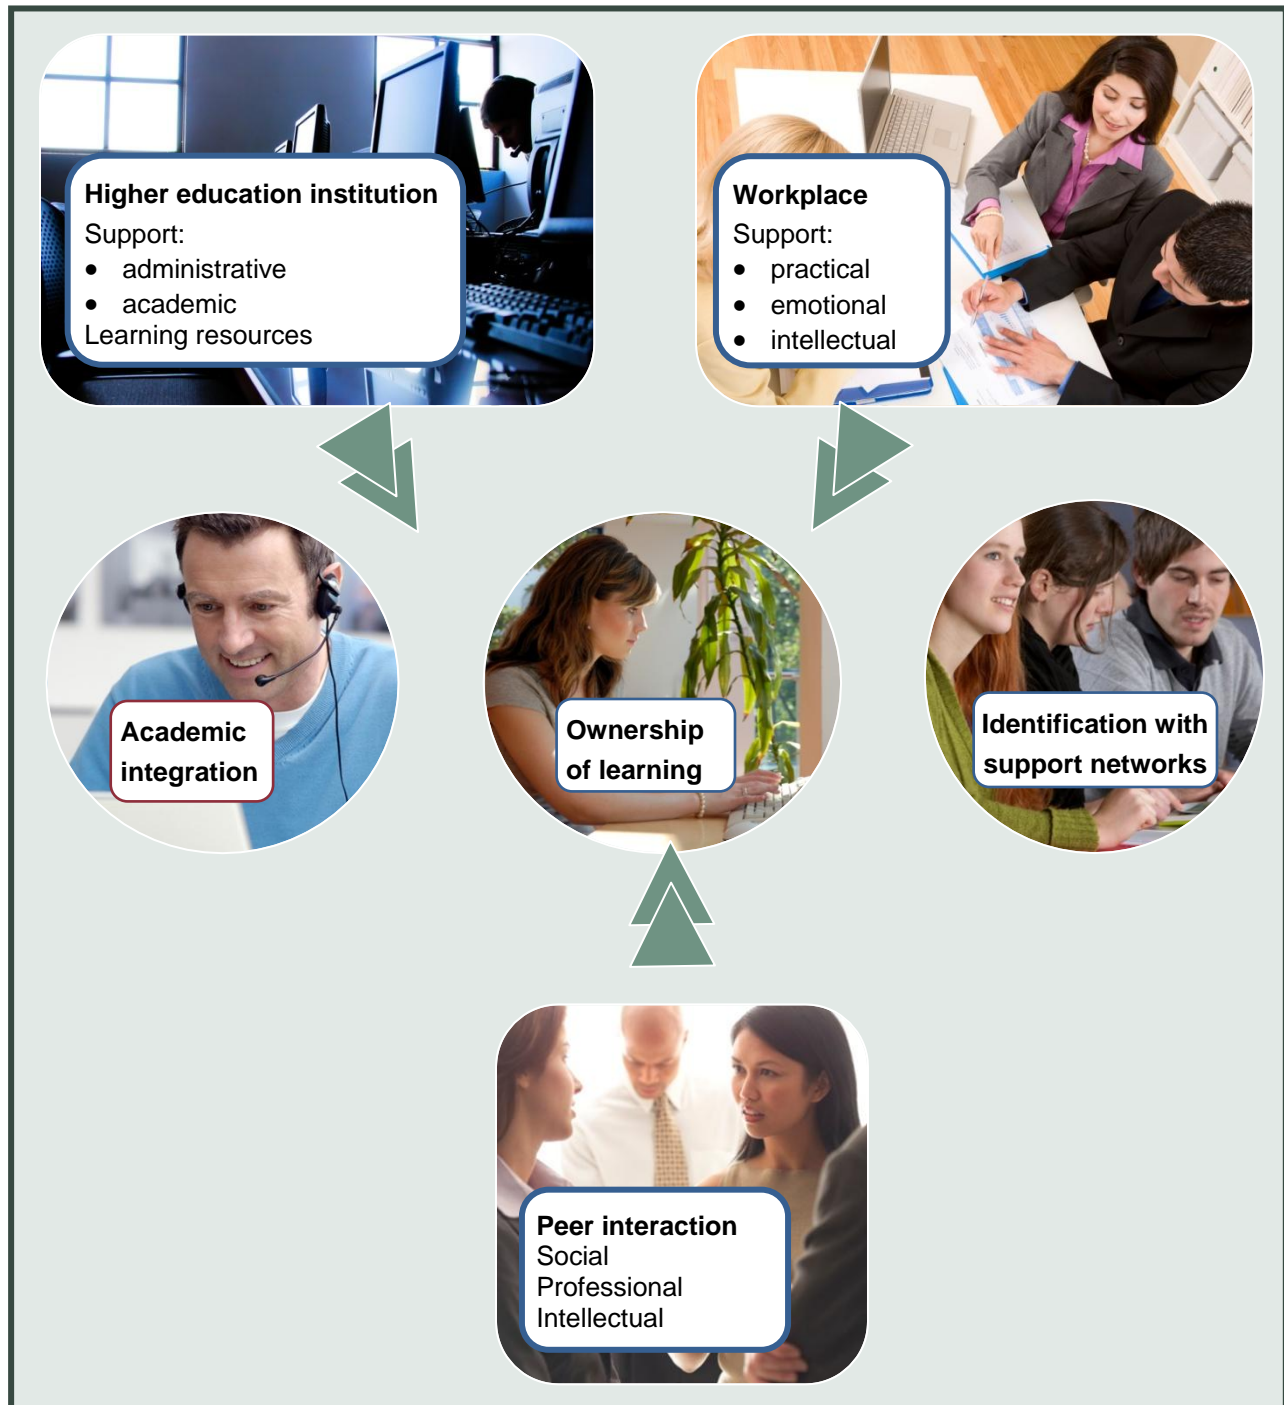 Higher education institution
Support:
• administrative
• academic
Learning resources
Workplace
Support:
• practical
• emotional
• intellectual
Academic
integration
Ownership
of learning
Identification with
support networks
Peer interaction
Social
Professional
Intellectual